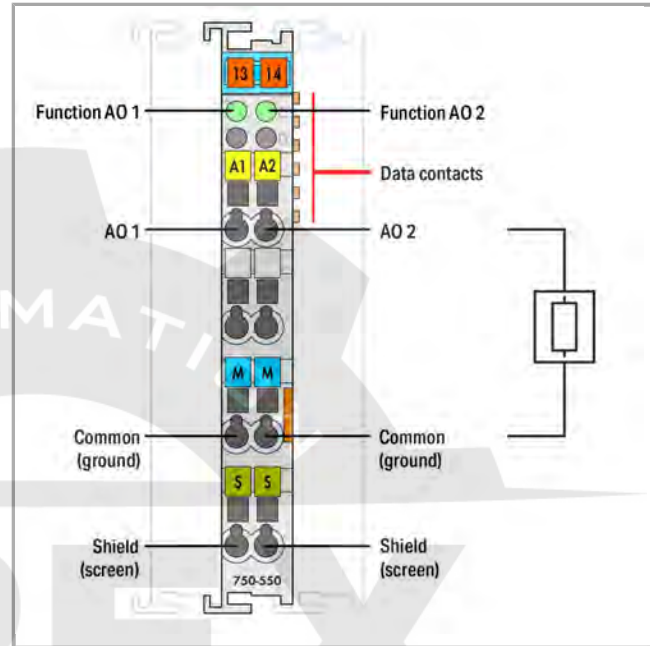 13 14
Function AO 1
Function AO 2
A1 A2
Data contacts
AO 1
AO 2
M M
Common
(ground)
Common
(ground)
S S
Shield
(screen)
Shield
(screen)
750-550
MATI